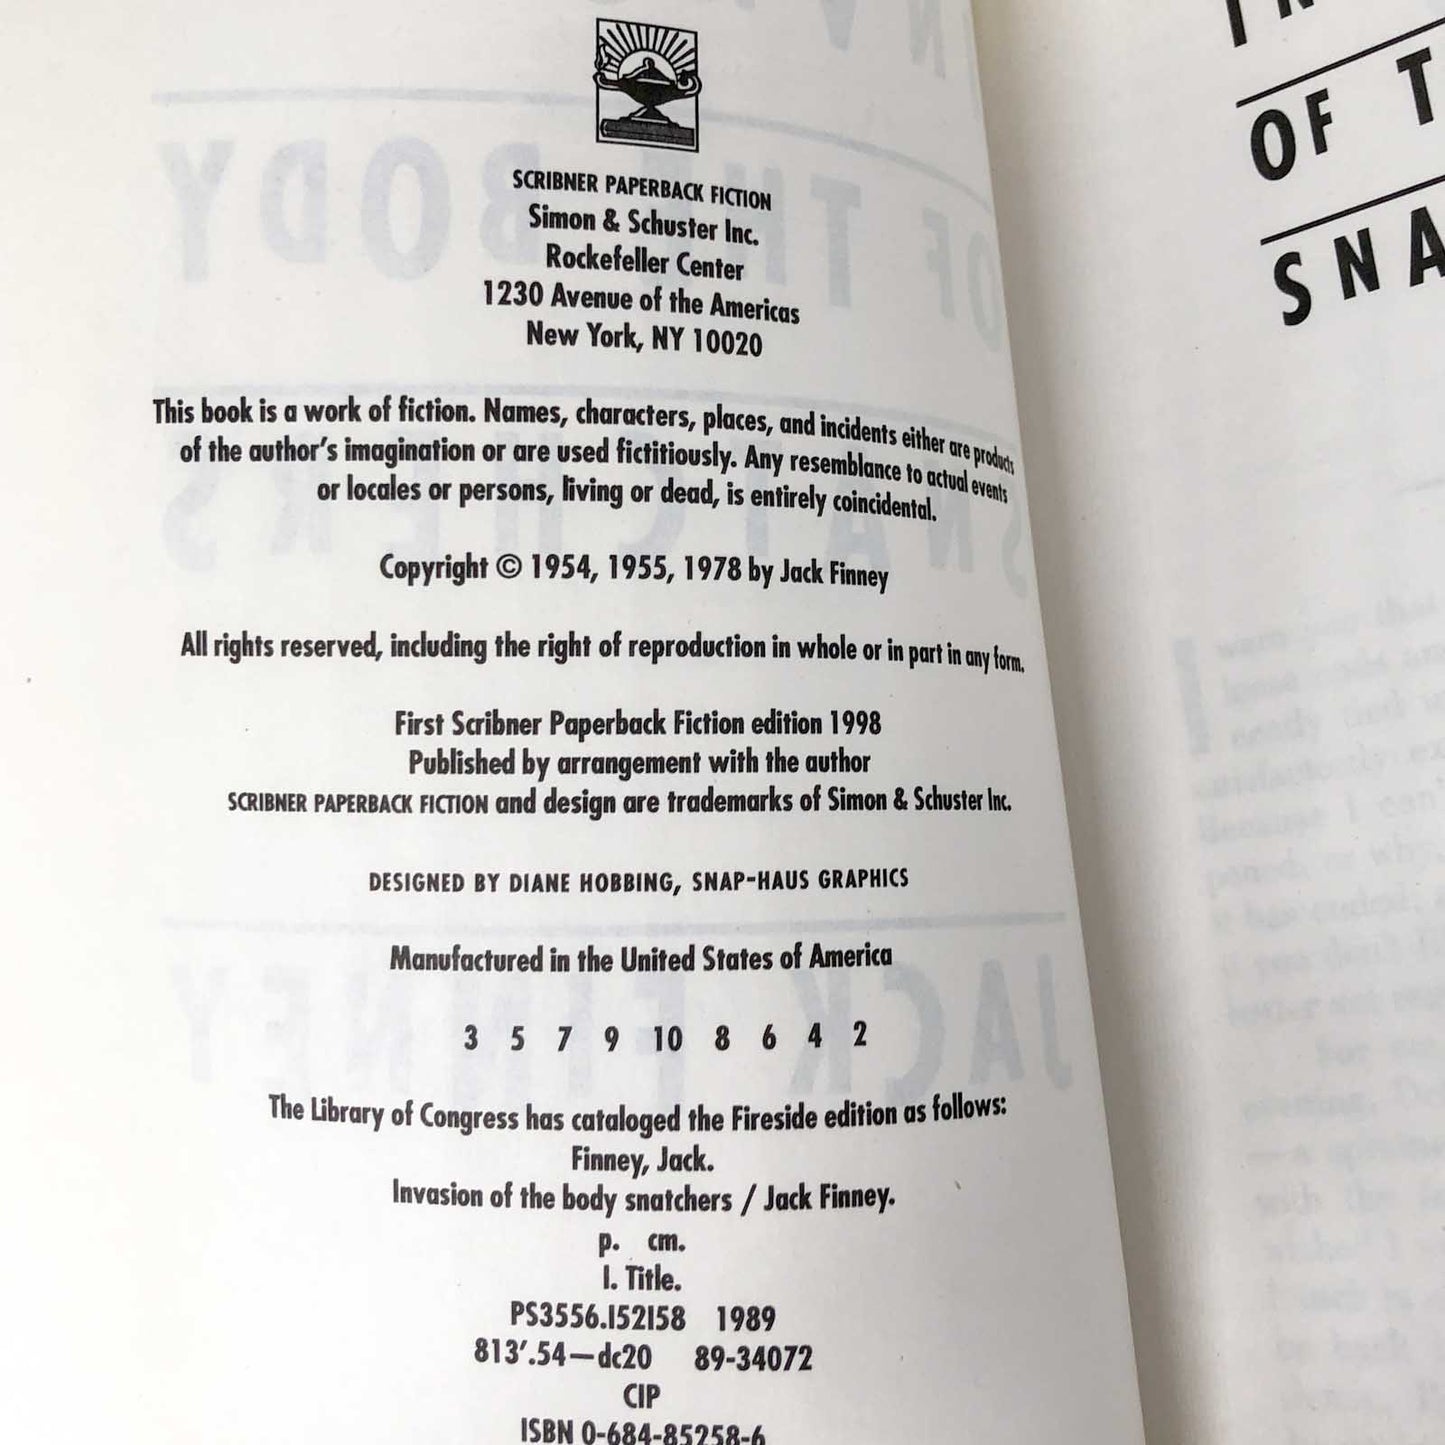 SCRIBNER PAPERBACK FICTION
Simon & Schuster Inc.
Rockefeller Center
1230 Avenue of the Americas
New York, NY 10020
This book is a work of fiction. Names, characters, places, and incidents either are products
of the author's imagination or are used fictitiously. Any resemblance to actual events
or locales or persons, living or dead, is entirely coincidental.
Copyright © 1954, 1955, 1978 by Jack Finney
All rights reserved, including the right of reproduction in whole or in part in any form.
First Scribner Paperback Fiction edition 1998
Published by arrangement with the author
SCRIBNER PAPERBACK FICTION and design are trademarks of Simon & Schuster Inc.
DESIGNED BY DIANE HOBBING, SNAP-HAUS GRAPHICS
Manufactured in the United States of America
3 5 7 9 10 8 6 4 2
The Library of Congress has cataloged the Fireside edition as follows:
Finney, Jack.
Invasion of the body snatchers / Jack Finney.
p. cm.
I. Title.
PS3556.I52I58 1989
813'.54—dc20 89-34072
CIP
ISBN 0-684-85258-6
OF T
SNA